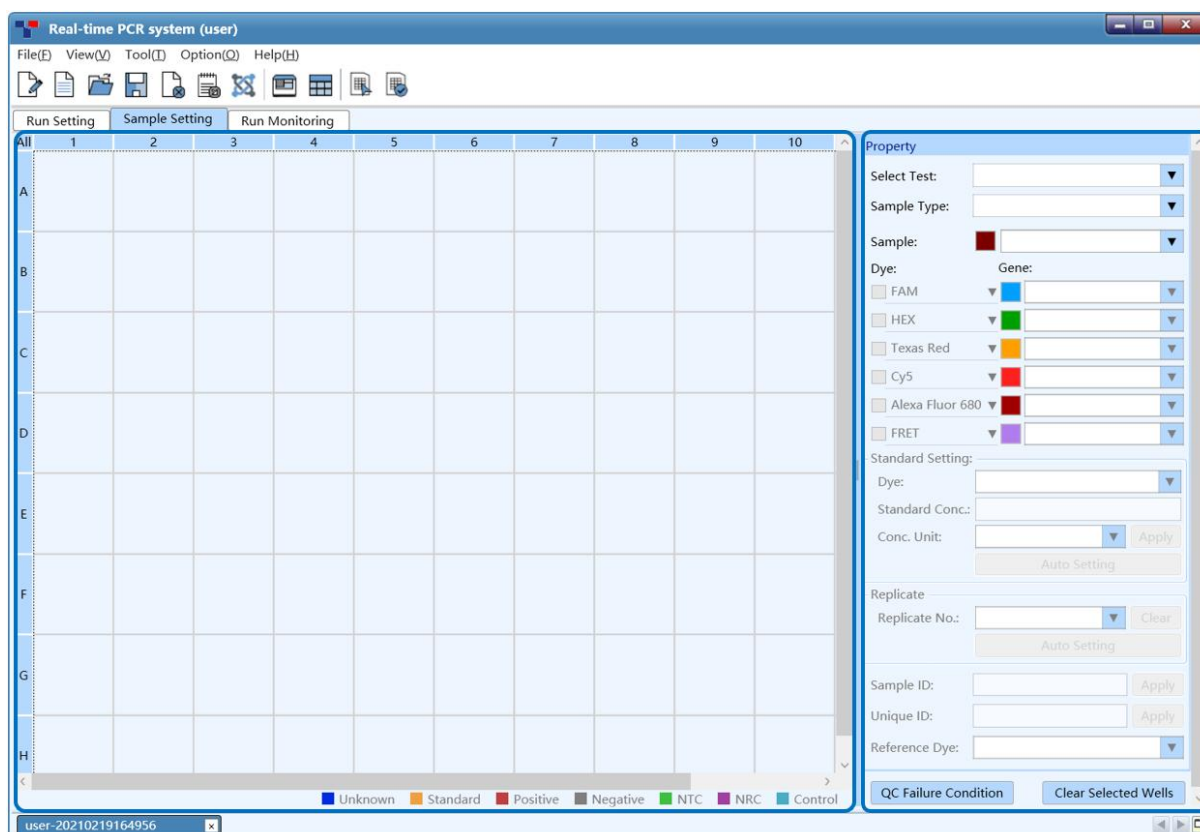 Real-time PCR system (user)
File(F) View(V) Tool(T) Option(O) Help(H)
Run Setting Sample Setting Run Monitoring
All 1 2 3 4 5 6 7 8 9 10
A
B
C
D
E
F
G
H
Unknown Standard Positive Negative NTC NRC Control
Property
Select Test:
Sample Type:
Sample:
Dye: Gene:
FAM
HEX
Texas Red
Cy5
Alexa Fluor 680
FRET
Standard Setting:
Dye:
Standard Conc.:
Conc. Unit: Apply
Auto Setting
Replicate
Replicate No.: Clear
Auto Setting
Sample ID: Apply
Unique ID: Apply
Reference Dye:
QC Failure Condition Clear Selected Wells
user-20210219164956